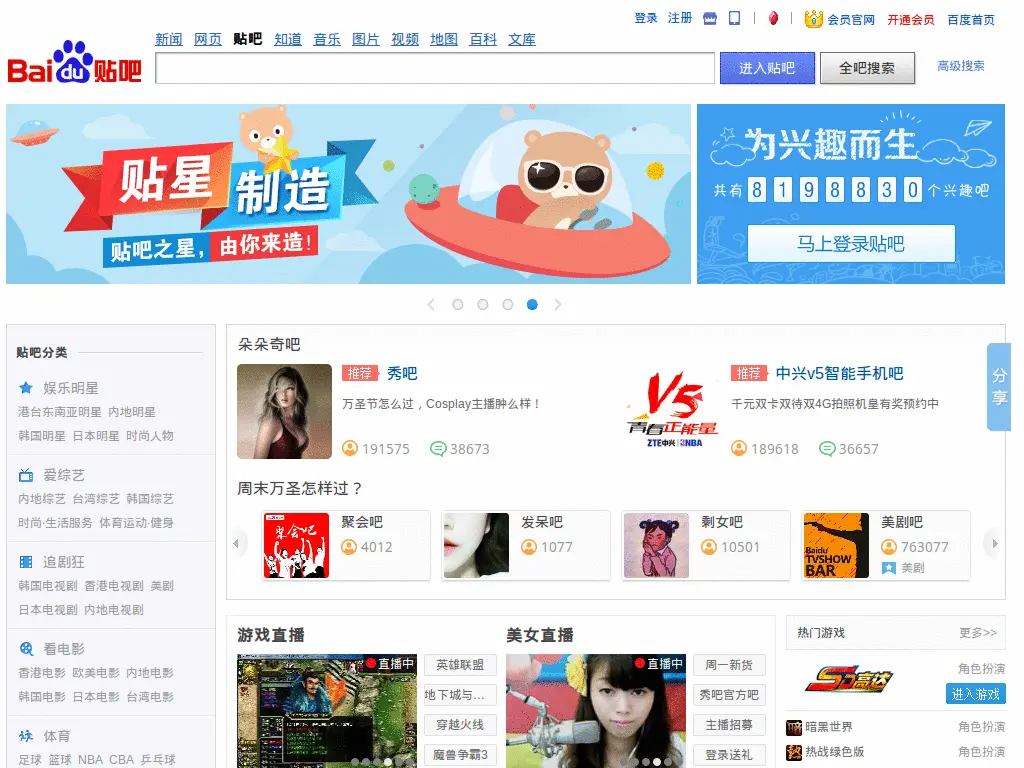 登录 注册 会员官网 开通会员 百度首页
新闻 网页 贴吧 知道 音乐 图片 视频 地图 百科 文库
Bai du 贴吧
进入贴吧 全吧搜索 高级搜索
贴星制造
贴吧之星，由你来造！
为兴趣而生
共有 8 1 9 8 8 3 0 个兴趣吧
马上登录贴吧
贴吧分类
娱乐明星
港台东南亚明星 内地明星
韩国明星 日本明星 时尚人物
爱综艺
内地综艺 台湾综艺 韩国综艺
时尚·生活服务 体育运动·健身
追剧狂
韩国电视剧 香港电视剧 美剧
日本电视剧 内地电视剧
看电影
香港电影 欧美电影 内地电影
韩国电影 日本电影 台湾电影
体育
足球 篮球 NBA CBA 乒乓球
朵朵奇吧
推荐 秀吧
万圣节怎么过，Cosplay主播肿么样！
191575 38673
V5
青春正能量
ZTE中兴 NBA
推荐 中兴v5智能手机吧
千元双卡双待双4G拍照机皇有奖预约中
189618 36657
分享
周末万圣怎样过？
聚会吧
聚会吧
4012
发呆吧
1077
剩女吧
10501
Baidu
TVSHOW
BAR
美剧吧
763077
美剧
游戏直播
直播中
英雄联盟
地下城与...
穿越火线
魔兽争霸3
美女直播
直播中
周一新货
秀吧官方吧
主播招募
登录送礼
热门游戏 更多>>
SD高达
角色扮演
进入游戏
暗黑世界 角色扮演
热战绿色版 角色扮演